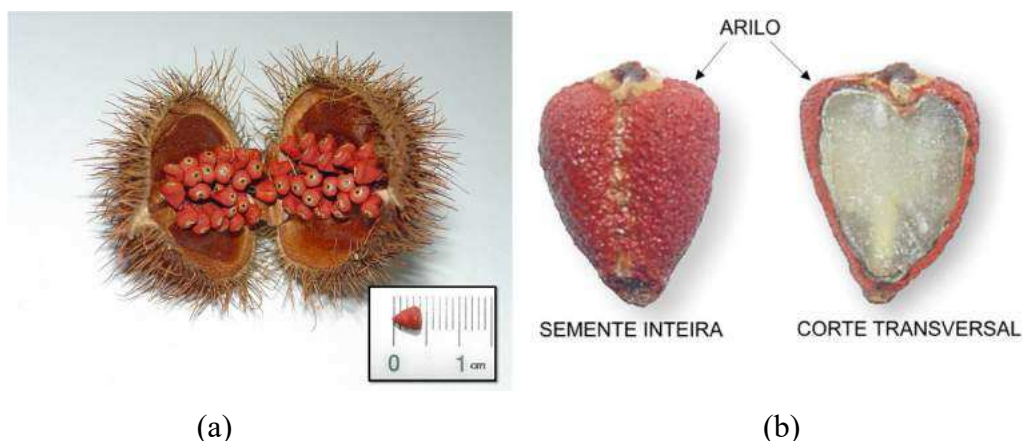 ARILO
0 1 cm
SEMENTE INTEIRA CORTE TRANSVERSAL
(a) (b)